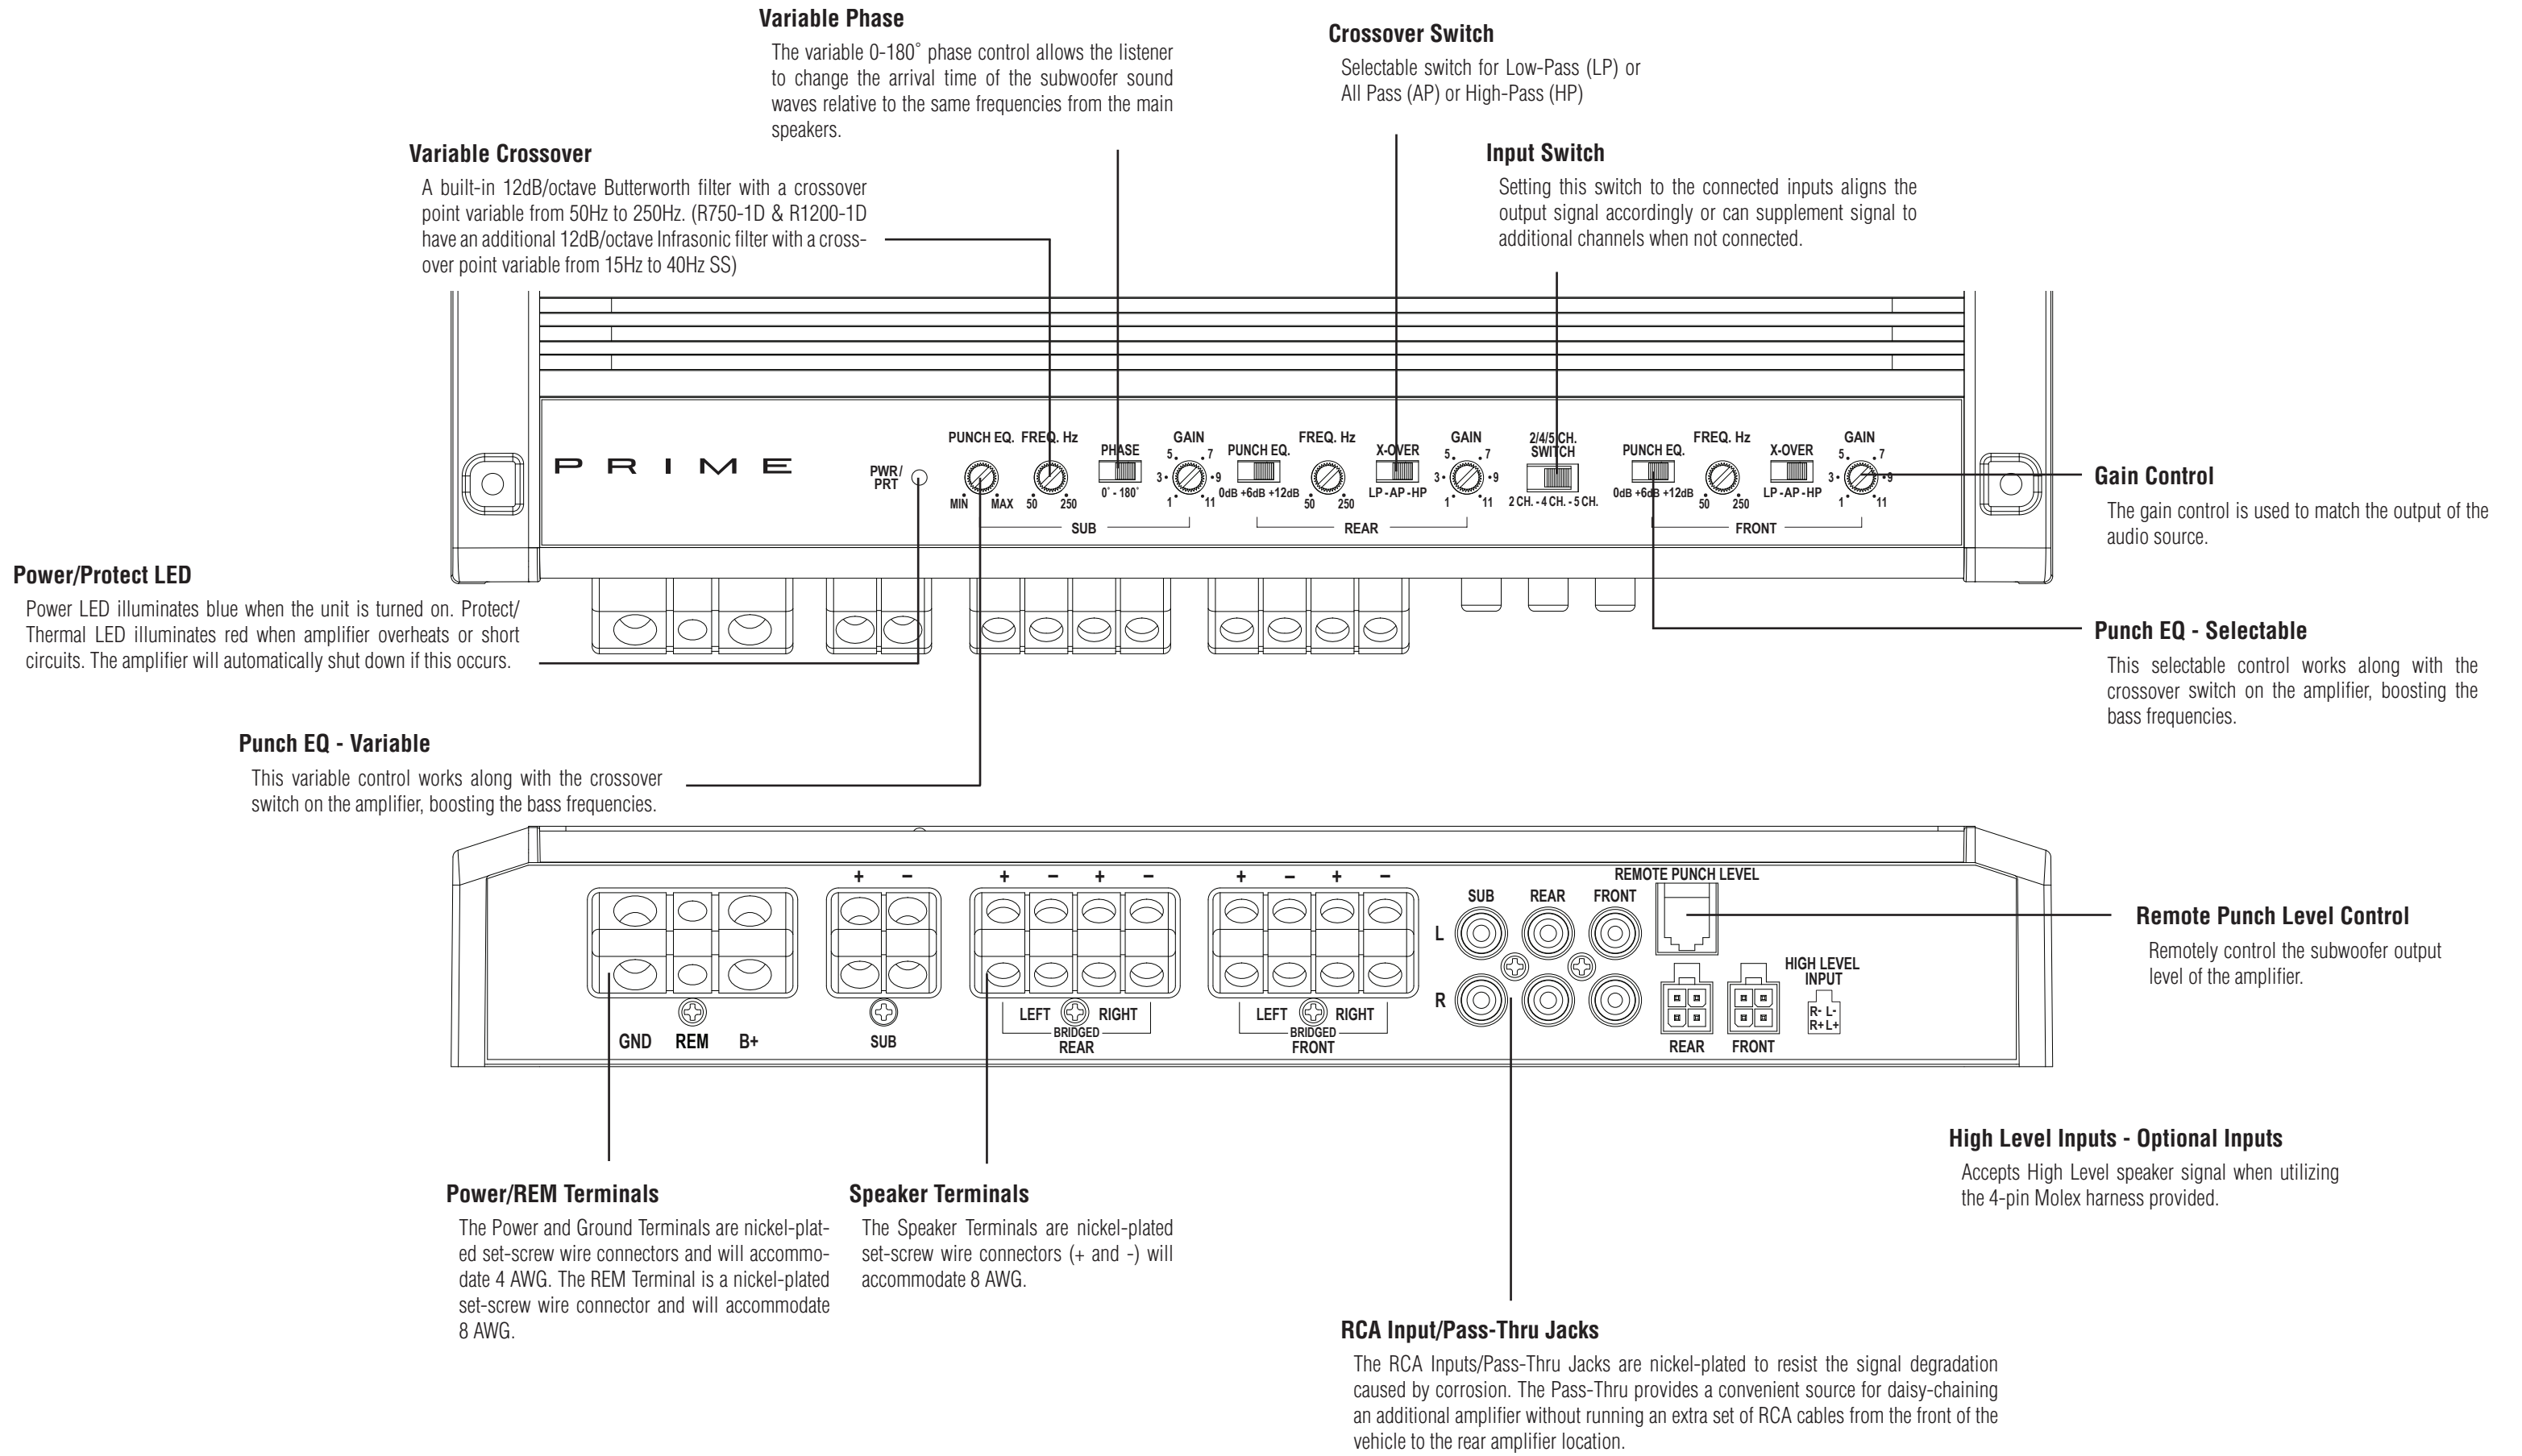 Variable Phase
The variable 0-180˚ phase control allows the listener
to change the arrival time of the subwoofer sound
waves relative to the same frequencies from the main
speakers.
Crossover Switch
Selectable switch for Low-Pass (LP) or
All Pass (AP) or High-Pass (HP)
Variable Crossover
A built-in 12dB/octave Butterworth filter with a crossover
point variable from 50Hz to 250Hz. (R750-1D & R1200-1D
have an additional 12dB/octave Infrasonic filter with a cross-
over point variable from 15Hz to 40Hz SS)
Input Switch
Setting this switch to the connected inputs aligns the
output signal accordingly or can supplement signal to
additional channels when not connected.
PRIME
PWR/
PRT
PUNCH EQ.
MIN MAX
FREQ. Hz
50 250
PHASE
0˚ - 180˚
GAIN
5 7
3 9
1 11
SUB
PUNCH EQ.
0dB +6dB +12dB
FREQ. Hz
50 250
X-OVER
LP - AP - HP
GAIN
5 7
3 9
1 11
REAR
2/4/5 CH.
SWITCH
2 CH. - 4 CH. - 5 CH.
PUNCH EQ.
0dB +6dB +12dB
FREQ. Hz
50 250
X-OVER
LP - AP - HP
GAIN
5 7
3 9
1 11
FRONT
Gain Control
The gain control is used to match the output of the
audio source.
Power/Protect LED
Power LED illuminates blue when the unit is turned on. Protect/
Thermal LED illuminates red when amplifier overheats or short
circuits. The amplifier will automatically shut down if this occurs.
Punch EQ - Selectable
This selectable control works along with the
crossover switch on the amplifier, boosting the
bass frequencies.
Punch EQ - Variable
This variable control works along with the crossover
switch on the amplifier, boosting the bass frequencies.
+ –
+ – + –
+ – + –
GND REM B+
SUB
LEFT RIGHT
BRIDGED
REAR
LEFT RIGHT
BRIDGED
FRONT
SUB REAR FRONT
L
R
REMOTE PUNCH LEVEL
HIGH LEVEL
INPUT
R- L-
R+ L+
REAR FRONT
Remote Punch Level Control
Remotely control the subwoofer output
level of the amplifier.
High Level Inputs - Optional Inputs
Accepts High Level speaker signal when utilizing
the 4-pin Molex harness provided.
Power/REM Terminals
The Power and Ground Terminals are nickel-plat-
ed set-screw wire connectors and will accommo-
date 4 AWG. The REM Terminal is a nickel-plated
set-screw wire connector and will accommodate
8 AWG.
Speaker Terminals
The Speaker Terminals are nickel-plated
set-screw wire connectors (+ and -) will
accommodate 8 AWG.
RCA Input/Pass-Thru Jacks
The RCA Inputs/Pass-Thru Jacks are nickel-plated to resist the signal degradation
caused by corrosion. The Pass-Thru provides a convenient source for daisy-chaining
an additional amplifier without running an extra set of RCA cables from the front of the
vehicle to the rear amplifier location.